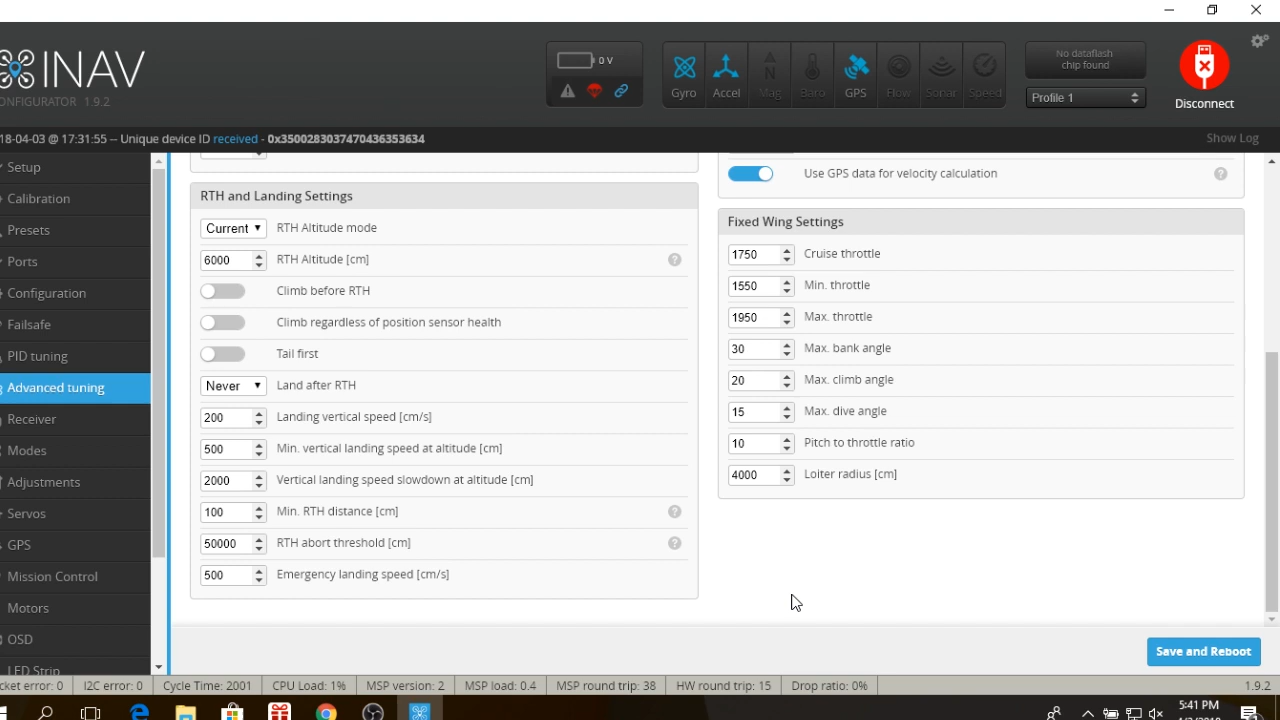 INAV
ONFIGURATOR 1.9.2
0 V
Gyro
Accel
Mag
Baro
GPS
Flow
Sonar
Speed
No dataflash
chip found
Profile 1
Disconnect
18-04-03 @ 17:31:55 -- Unique device ID received - 0x3500283037470436353634
Show Log
Setup
Calibration
Presets
Ports
Configuration
Failsafe
PID tuning
Advanced tuning
Receiver
Modes
Adjustments
Servos
GPS
Mission Control
Motors
OSD
LED Strip
RTH and Landing Settings
Current RTH Altitude mode
6000 RTH Altitude [cm] ?
Climb before RTH
Climb regardless of position sensor health
Tail first
Never Land after RTH
200 Landing vertical speed [cm/s]
500 Min. vertical landing speed at altitude [cm]
2000 Vertical landing speed slowdown at altitude [cm]
100 Min. RTH distance [cm] ?
50000 RTH abort threshold [cm] ?
500 Emergency landing speed [cm/s]
Use GPS data for velocity calculation ?
Fixed Wing Settings
1750 Cruise throttle
1550 Min. throttle
1950 Max. throttle
30 Max. bank angle
20 Max. climb angle
15 Max. dive angle
10 Pitch to throttle ratio
4000 Loiter radius [cm]
Save and Reboot
cket error: 0 I2C error: 0 Cycle Time: 2001 CPU Load: 1% MSP version: 2 MSP load: 0.4 MSP round trip: 38 HW round trip: 15 Drop ratio: 0% 1.9.2
5:41 PM